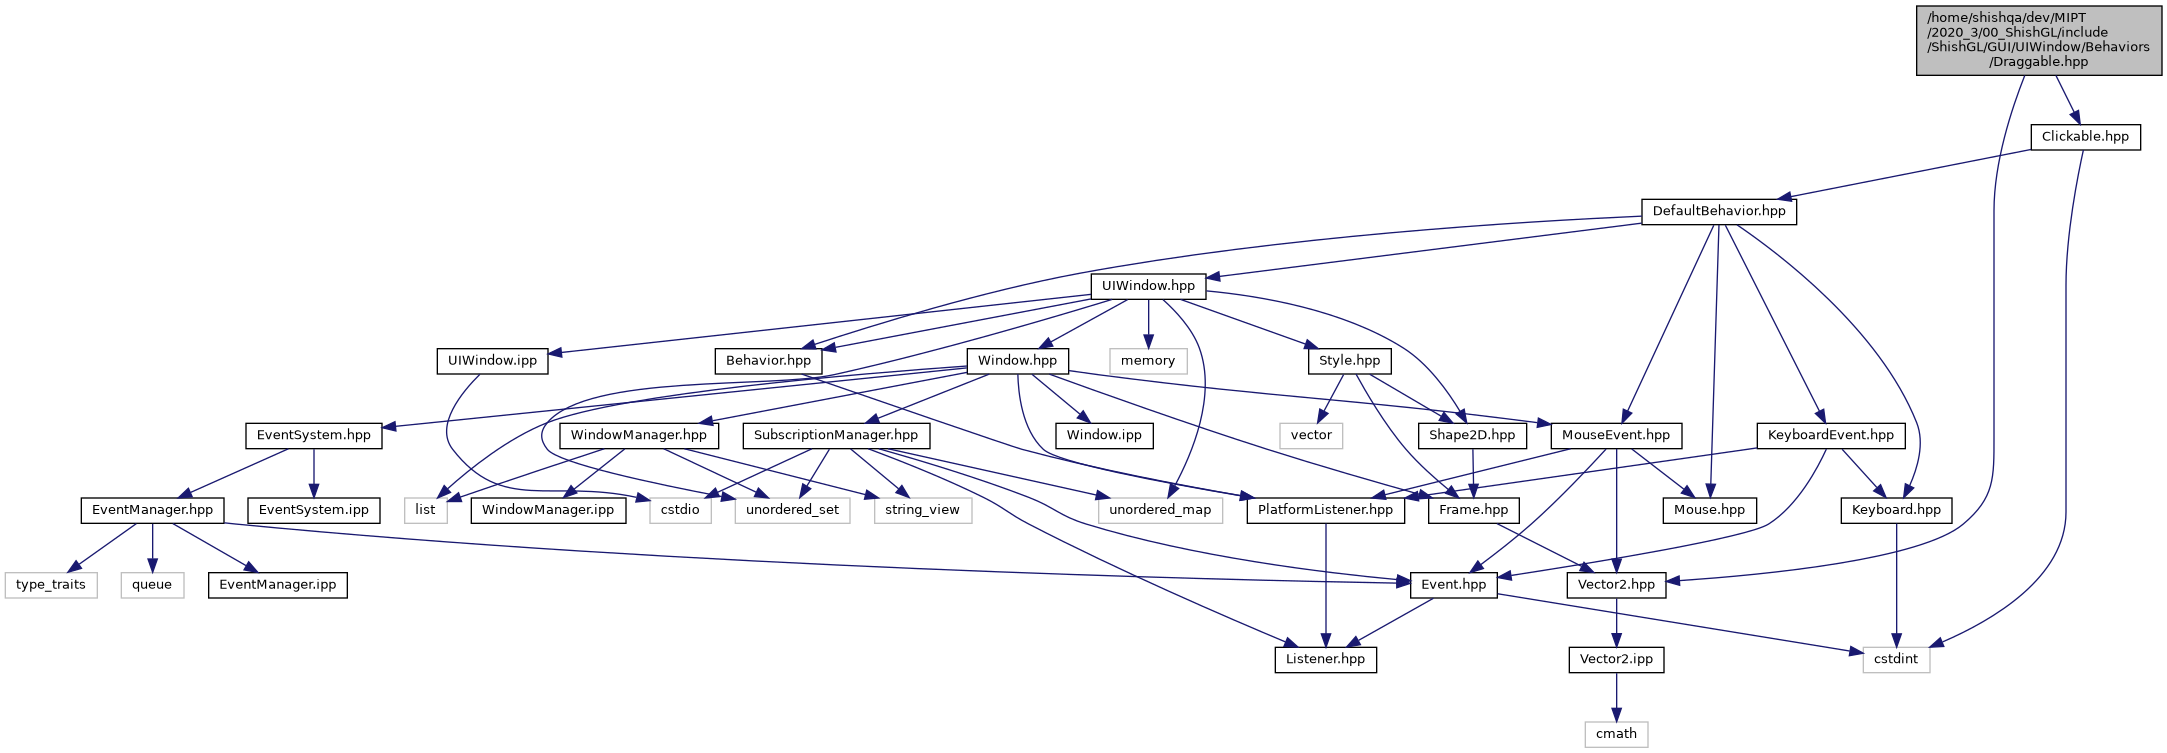 /home/shishqa/dev/MIPT
/2020_3/00_ShishGL/include
/ShishGL/GUI/UIWindow/Behaviors
/Draggable.hpp
Clickable.hpp
DefaultBehavior.hpp
UIWindow.hpp
UIWindow.ipp
Behavior.hpp
Window.hpp
memory
Style.hpp
EventSystem.hpp
WindowManager.hpp
SubscriptionManager.hpp
Window.ipp
vector
Shape2D.hpp
MouseEvent.hpp
KeyboardEvent.hpp
EventManager.hpp
EventSystem.ipp
list
WindowManager.ipp
cstdio
unordered_set
string_view
unordered_map
PlatformListener.hpp
Frame.hpp
Mouse.hpp
Keyboard.hpp
type_traits
queue
EventManager.ipp
Event.hpp
Vector2.hpp
Listener.hpp
Vector2.ipp
cstdint
cmath